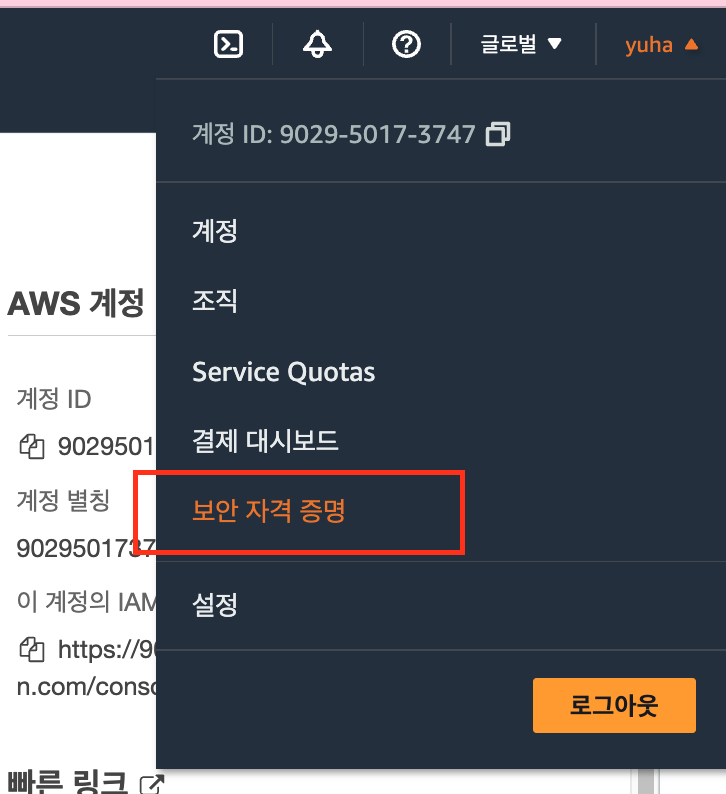 글로벌 ▼
yuha ▲
계정 ID: 9029-5017-3747
계정
조직
Service Quotas
결제 대시보드
보안 자격 증명
설정
로그아웃
AWS 계정
계정 ID
9029501
계정 별칭
902950173
이 계정의 IAM
https://9
n.com/conso
빠른 링크